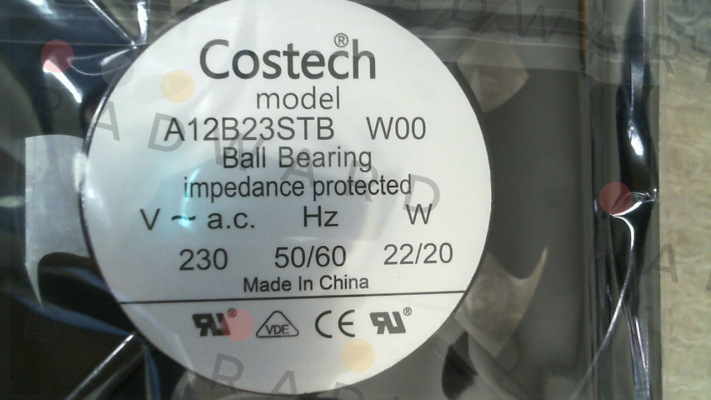 Costech®
model
A12B23STB W00
Ball Bearing
impedance protected
V ~ a.c. Hz W
230 50/60 22/20
Made In China
VDE CE
RADWARD